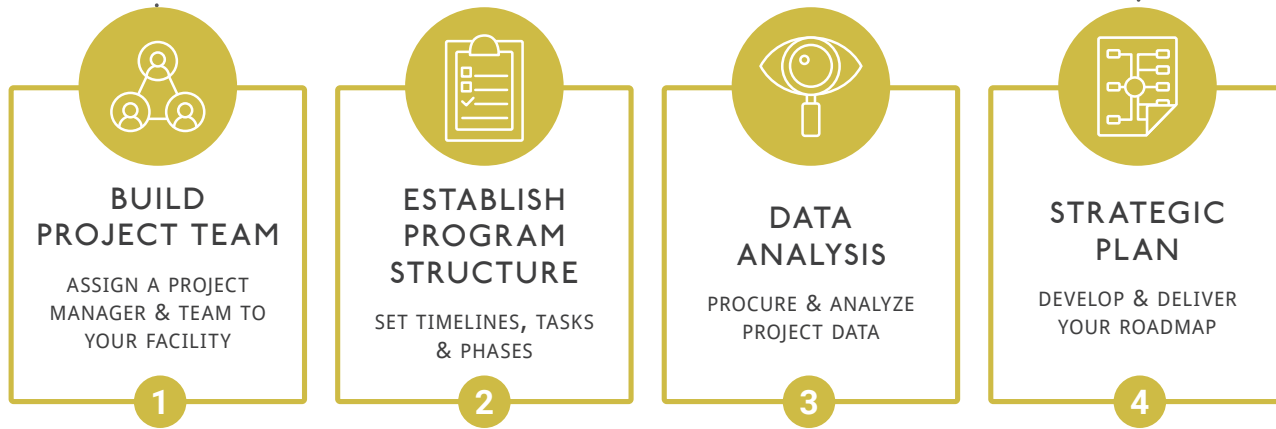 BUILD
PROJECT TEAM
ASSIGN A PROJECT
MANAGER & TEAM TO
YOUR FACILITY
1
ESTABLISH
PROGRAM
STRUCTURE
SET TIMELINES, TASKS
& PHASES
2
DATA
ANALYSIS
PROCURE & ANALYZE
PROJECT DATA
3
STRATEGIC
PLAN
DEVELOP & DELIVER
YOUR ROADMAP
4